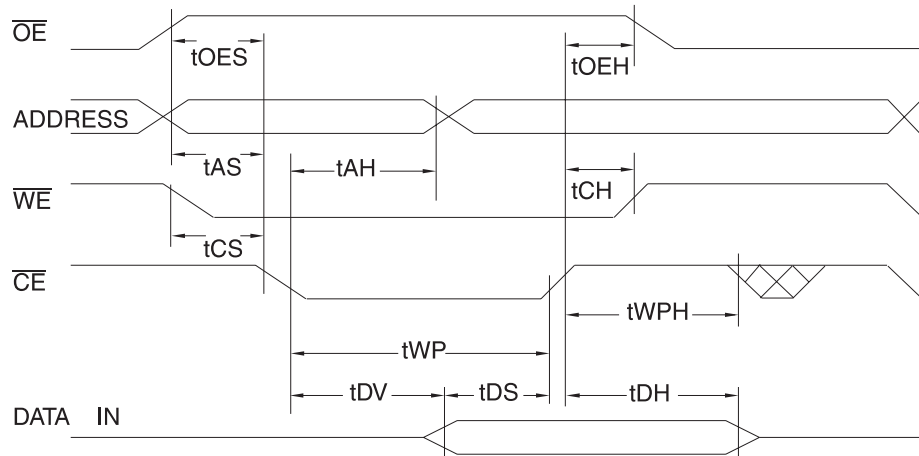 OE
tOES
tOEH
ADDRESS
tAS
tAH
tCH
WE
tCS
CE
tWPH
tWP
tDV
tDS
tDH
DATA IN